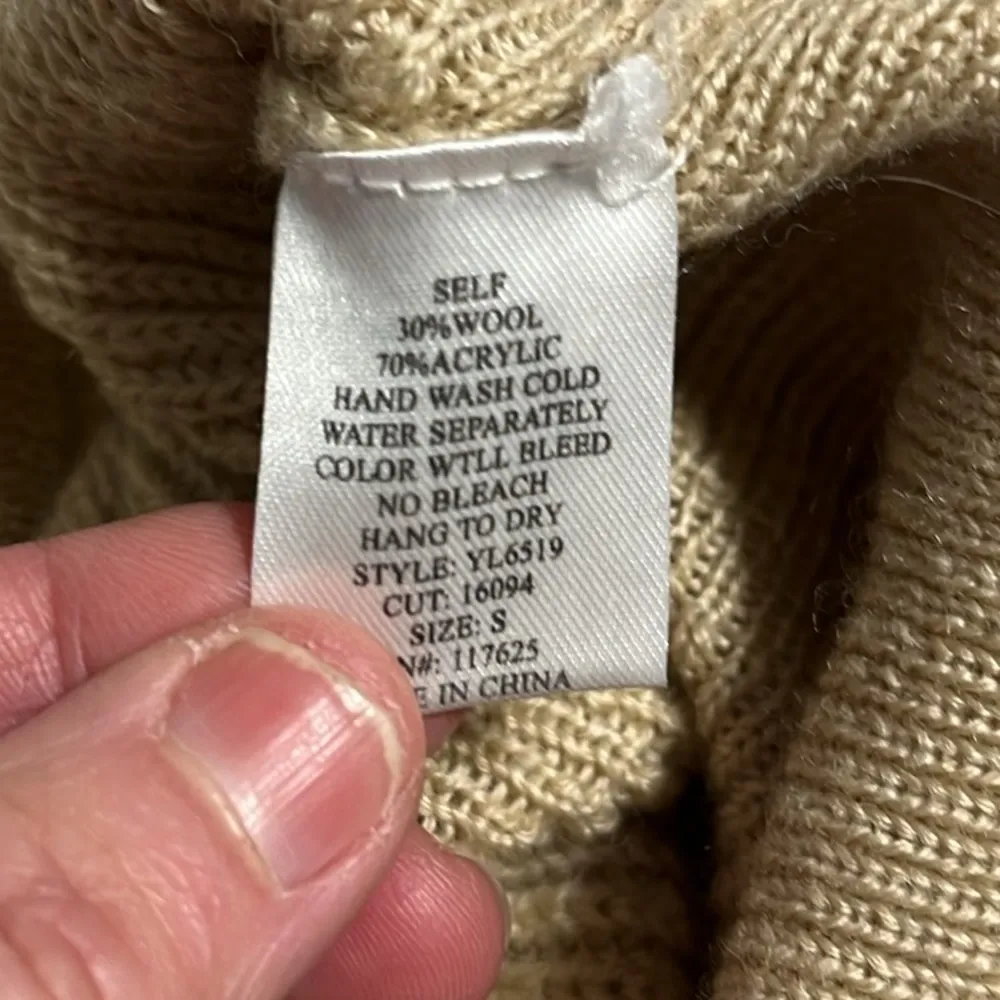 SELF
30%WOOL
70%ACRYLIC
HAND WASH COLD
WATER SEPARATELY
COLOR WTLL BLEED
NO BLEACH
HANG TO DRY
STYLE: YL6519
CUT: 16094
SIZE: S
N#: 117625
E IN CHINA